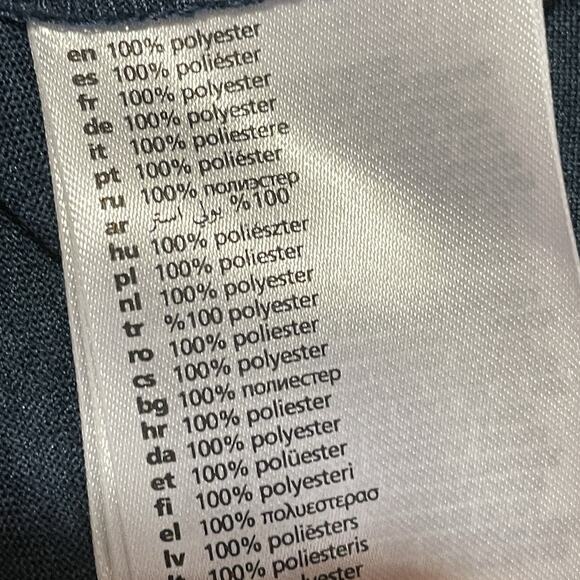 en 100% polyester
es 100% poliéster
fr 100% polyester
de 100% polyester
it 100% poliestere
pt 100% poliéster
ru 100% полиэстер
ar %100 بولي استر
hu 100% poliészter
pl 100% poliester
nl 100% polyester
tr %100 polyester
ro 100% poliester
cs 100% polyester
bg 100% полиестер
hr 100% poliester
da 100% polyester
et 100% polüester
fi 100% polyesteri
el 100% πολυεστερασ
lv 100% poliēsters
100% poliesteris